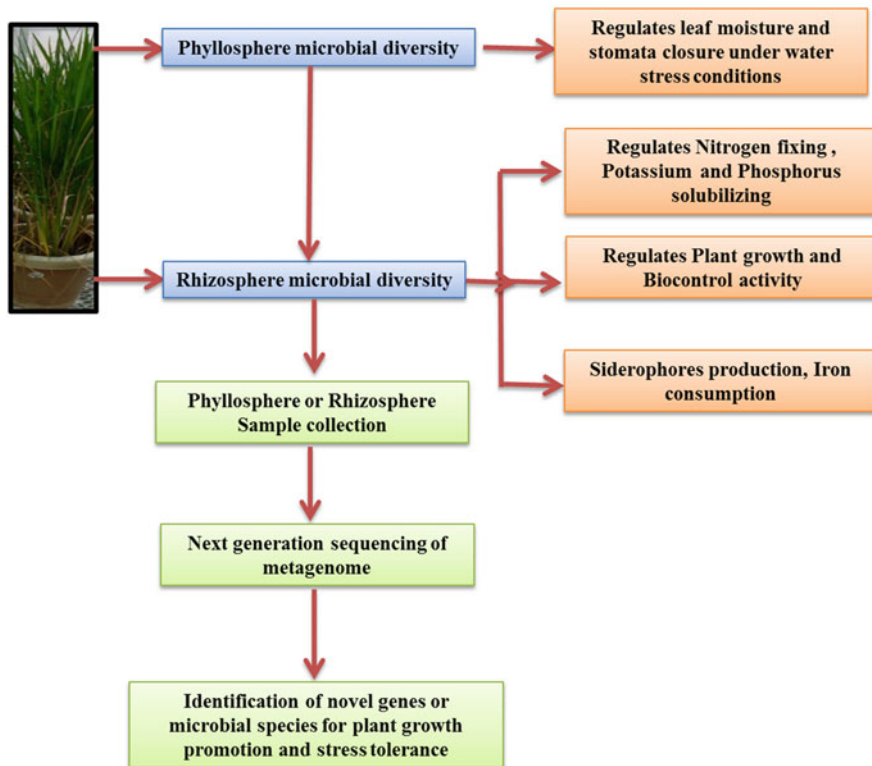 Phyllosphere microbial diversity
Regulates leaf moisture and
stomata closure under water
stress conditions
Regulates Nitrogen fixing ,
Potassium and Phosphorus
solubilizing
Rhizosphere microbial diversity
Regulates Plant growth and
Biocontrol activity
Siderophores production, Iron
consumption
Phyllosphere or Rhizosphere
Sample collection
Next generation sequencing of
metagenome
Identification of novel genes or
microbial species for plant growth
promotion and stress tolerance